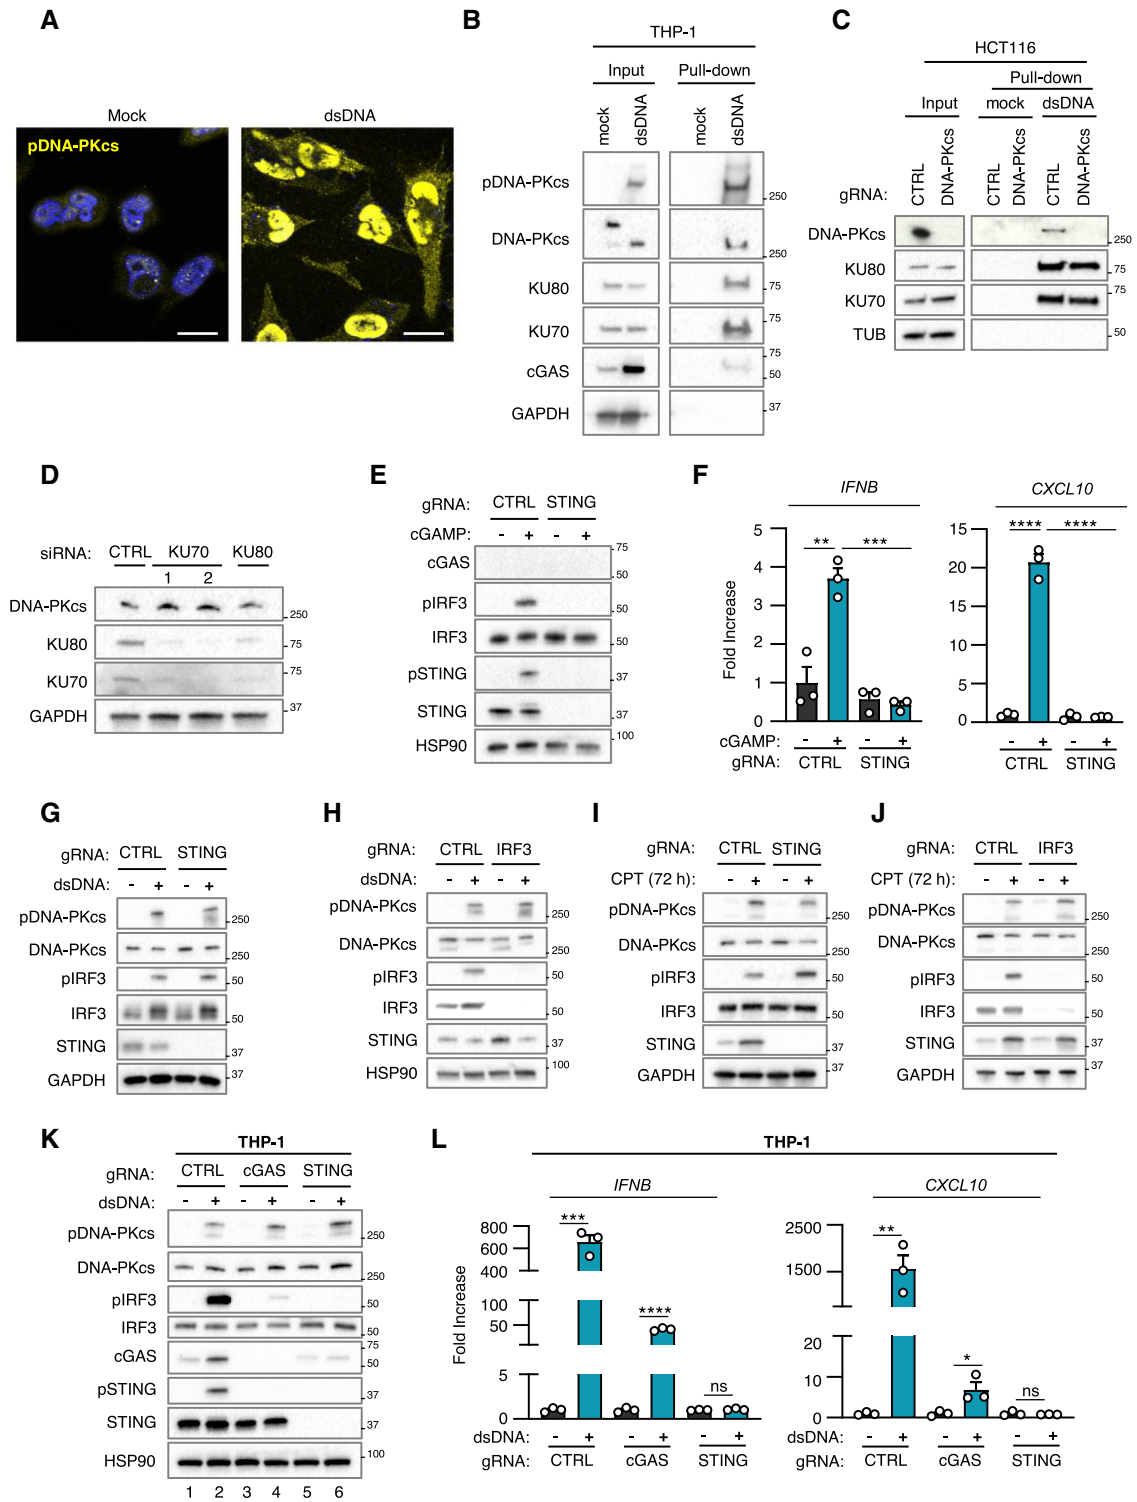 A
Mock
dsDNA
pDNA-PKcs
B
THP-1
Input
Pull-down
mock
dsDNA
mock
dsDNA
pDNA-PKcs
250
DNA-PKcs
250
KU80
75
KU70
75
cGAS
75
50
GAPDH
37
C
HCT116
Pull-down
Input
mock
dsDNA
gRNA:
CTRL
DNA-PKcs
CTRL
DNA-PKcs
CTRL
DNA-PKcs
DNA-PKcs
250
KU80
75
KU70
75
TUB
50
D
siRNA:
CTRL
KU70
KU80
1
2
DNA-PKcs
250
KU80
75
KU70
75
GAPDH
37
E
gRNA: CTRL STING
cGAMP: - + - +
cGAS
75
50
pIRF3
50
IRF3
50
pSTING
37
STING
37
HSP90
100
F
IFNB
CXCL10
Fold Increase
5
4
3
2
1
0
** ***
15
20
15
10
5
0
**** ****
cGAMP: - + - +
gRNA: CTRL STING
- + - +
CTRL STING
G
gRNA: CTRL STING
dsDNA: - + - +
pDNA-PKcs
250
DNA-PKcs
pIRF3
50
IRF3
50
STING
37
GAPDH
37
H
gRNA: CTRL IRF3
dsDNA: - + - +
pDNA-PKcs
250
DNA-PKcs
250
pIRF3
50
IRF3
50
STING
37
HSP90
100
I
gRNA: CTRL STING
CPT (72 h): - + - +
pDNA-PKcs
250
DNA-PKcs
250
pIRF3
50
IRF3
50
STING
37
GAPDH
37
J
gRNA: CTRL IRF3
CPT (72 h): - + - +
pDNA-PKcs
250
DNA-PKcs
250
pIRF3
50
IRF3
50
STING
37
GAPDH
37
K
THP-1
gRNA: CTRL cGAS STING
dsDNA: - + - + - +
pDNA-PKcs
250
DNA-PKcs
250
pIRF3
50
IRF3
50
cGAS
75
50
pSTING
37
STING
37
HSP90
100
1 2 3 4 5 6
L
THP-1
IFNB
CXCL10
Fold Increase
800
600
400
100
50
5
0
*** **** ns
2500
1500
20
10
0
** * ns
dsDNA: - + - + - +
gRNA: CTRL cGAS STING
dsDNA: - + - + - +
gRNA: CTRL cGAS STING